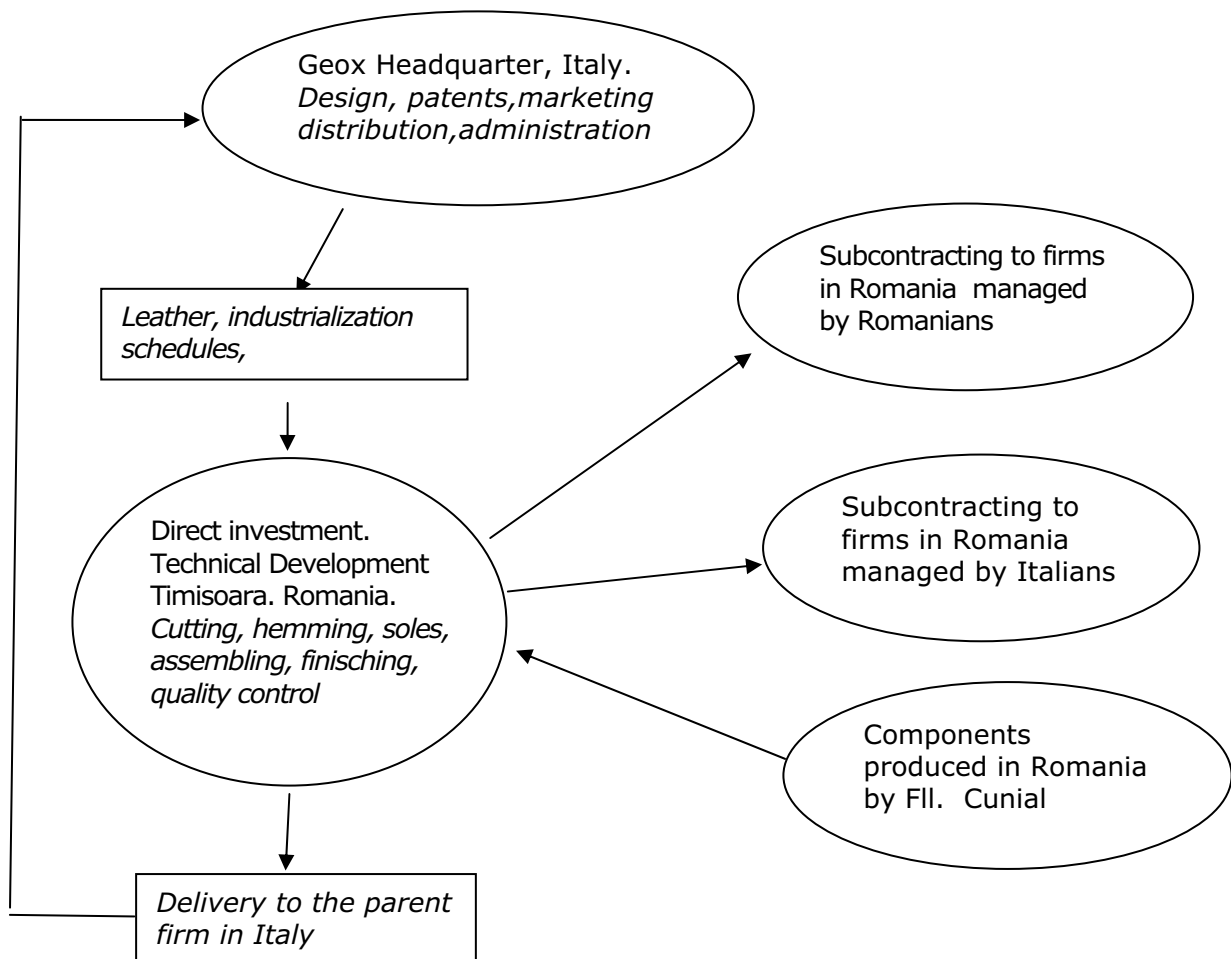 Geox Headquarter, Italy.
Design, patents,marketing
distribution,administration
Leather, industrialization
schedules,
Subcontracting to firms
in Romania  managed
by Romanians
Direct investment.
Technical Development
Timisoara. Romania.
Cutting, hemming, soles,
assembling, finisching,
quality control
Subcontracting to
firms in Romania
managed by Italians
Components
produced in Romania
by Fll.  Cunial
Delivery to the parent
firm in Italy